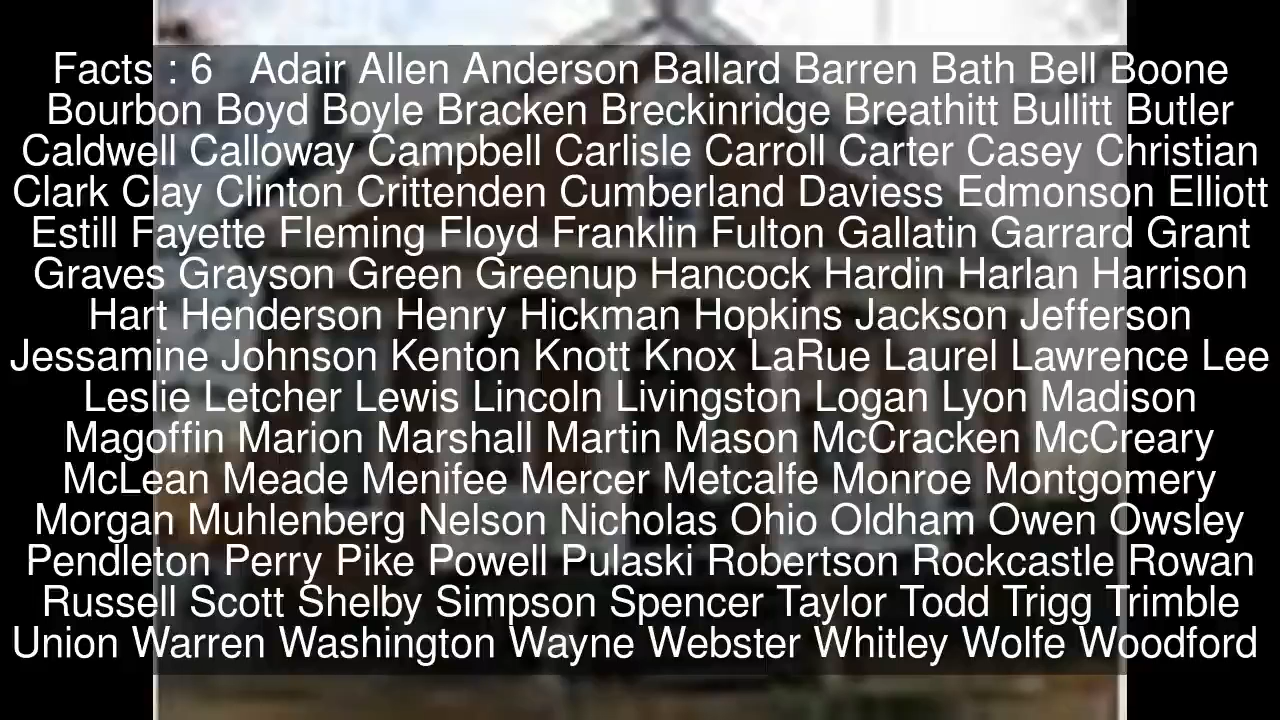 Facts : 6   Adair Allen Anderson Ballard Barren Bath Bell Boone
Bourbon Boyd Boyle Bracken Breckinridge Breathitt Bullitt Butler
Caldwell Calloway Campbell Carlisle Carroll Carter Casey Christian
Clark Clay Clinton Crittenden Cumberland Daviess Edmonson Elliott
Estill Fayette Fleming Floyd Franklin Fulton Gallatin Garrard Grant
Graves Grayson Green Greenup Hancock Hardin Harlan Harrison
Hart Henderson Henry Hickman Hopkins Jackson Jefferson
Jessamine Johnson Kenton Knott Knox LaRue Laurel Lawrence Lee
Leslie Letcher Lewis Lincoln Livingston Logan Lyon Madison
Magoffin Marion Marshall Martin Mason McCracken McCreary
McLean Meade Menifee Mercer Metcalfe Monroe Montgomery
Morgan Muhlenberg Nelson Nicholas Ohio Oldham Owen Owsley
Pendleton Perry Pike Powell Pulaski Robertson Rockcastle Rowan
Russell Scott Shelby Simpson Spencer Taylor Todd Trigg Trimble
Union Warren Washington Wayne Webster Whitley Wolfe Woodford